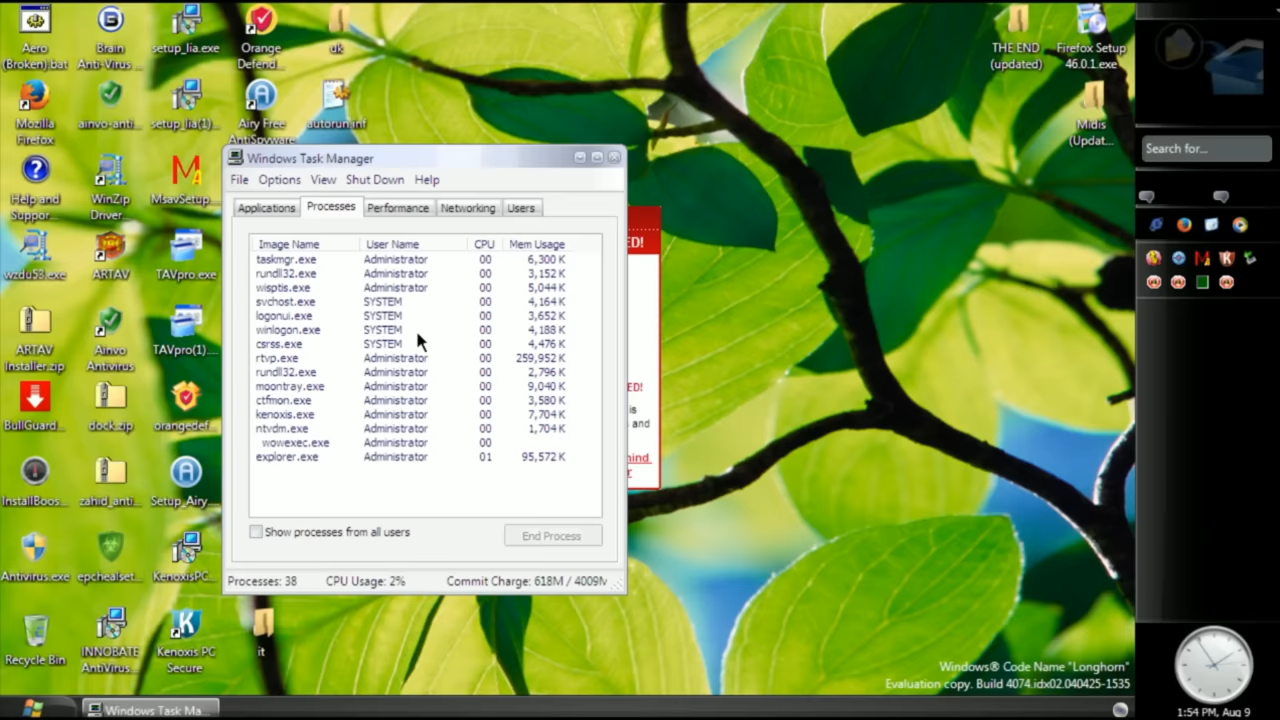 Aero
(Broken).bat
Brain
Anti-Virus...
setup_lia.exe
Orange
Defend...
uk
THE END
(updated)
Firefox Setup
46.0.1.exe
Mozilla
Firefox
ainvo-anti...
setup_lia(1)...
Airy Free
AntiSpyware
autorun.inf
Midis
(Updat...
Search for...
Help and
Suppor...
WinZip
Driver...
MsavSetup...
wzdu53.exe
ARTAV
TAVpro.exe
ARTAV
Installer.zip
Ainvo
Antivirus
TAVpro(1)....
BullGuard...
dock.zip
orangedef...
InstallBoos...
zahid_anti...
Setup_Airy...
Antivirus.exe
epchealset...
KenoxisPC...
Recycle Bin
INNOBATE
AntiVirus...
Kenoxis PC
Secure
it
Windows Task Manager
File Options View Shut Down Help
Applications Processes Performance Networking Users
Image Name User Name CPU Mem Usage
taskmgr.exe Administrator 00 6,300 K
rundll32.exe Administrator 00 3,152 K
wisptis.exe Administrator 00 5,044 K
svchost.exe SYSTEM 00 4,164 K
logonui.exe SYSTEM 00 3,652 K
winlogon.exe SYSTEM 00 4,188 K
csrss.exe SYSTEM 00 4,476 K
rtvp.exe Administrator 00 259,952 K
rundll32.exe Administrator 00 2,796 K
moontray.exe Administrator 00 9,040 K
ctfmon.exe Administrator 00 3,580 K
kenoxis.exe Administrator 00 7,704 K
ntvdm.exe Administrator 00 1,704 K
wowexec.exe Administrator 00
explorer.exe Administrator 01 95,572 K
Show processes from all users
End Process
Processes: 38 CPU Usage: 2% Commit Charge: 618M / 4009M
ED!
ED!
is
and
hind
r
Windows® Code Name "Longhorn"
Evaluation copy. Build 4074.idx02.040425-1535
Windows Task Ma...
1:54 PM, Aug 9